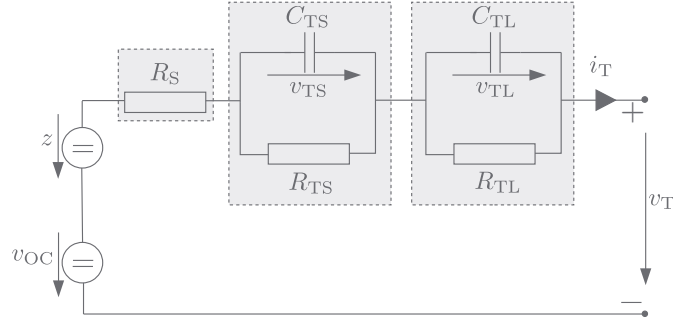 C_TS
C_TL
R_S
v_TS
v_TL
i_T
+
z
R_TS
R_TL
v_T
v_OC
−